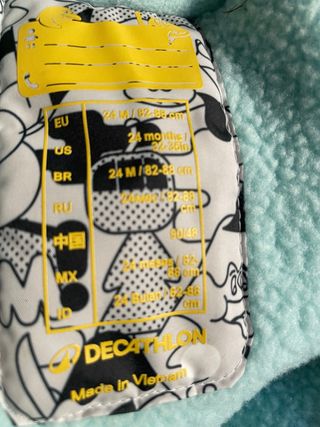 EU 24 M / 82-88 cm
US 24 months / 32-35in
BR 24 M / 82-88 cm
RU 24мес / 82-88 cm
中国 90/48
MX 24 meses / 82-88 cm
ID 24 Bulan / 82-88 cm
DECATHLON
Made in Vietnam